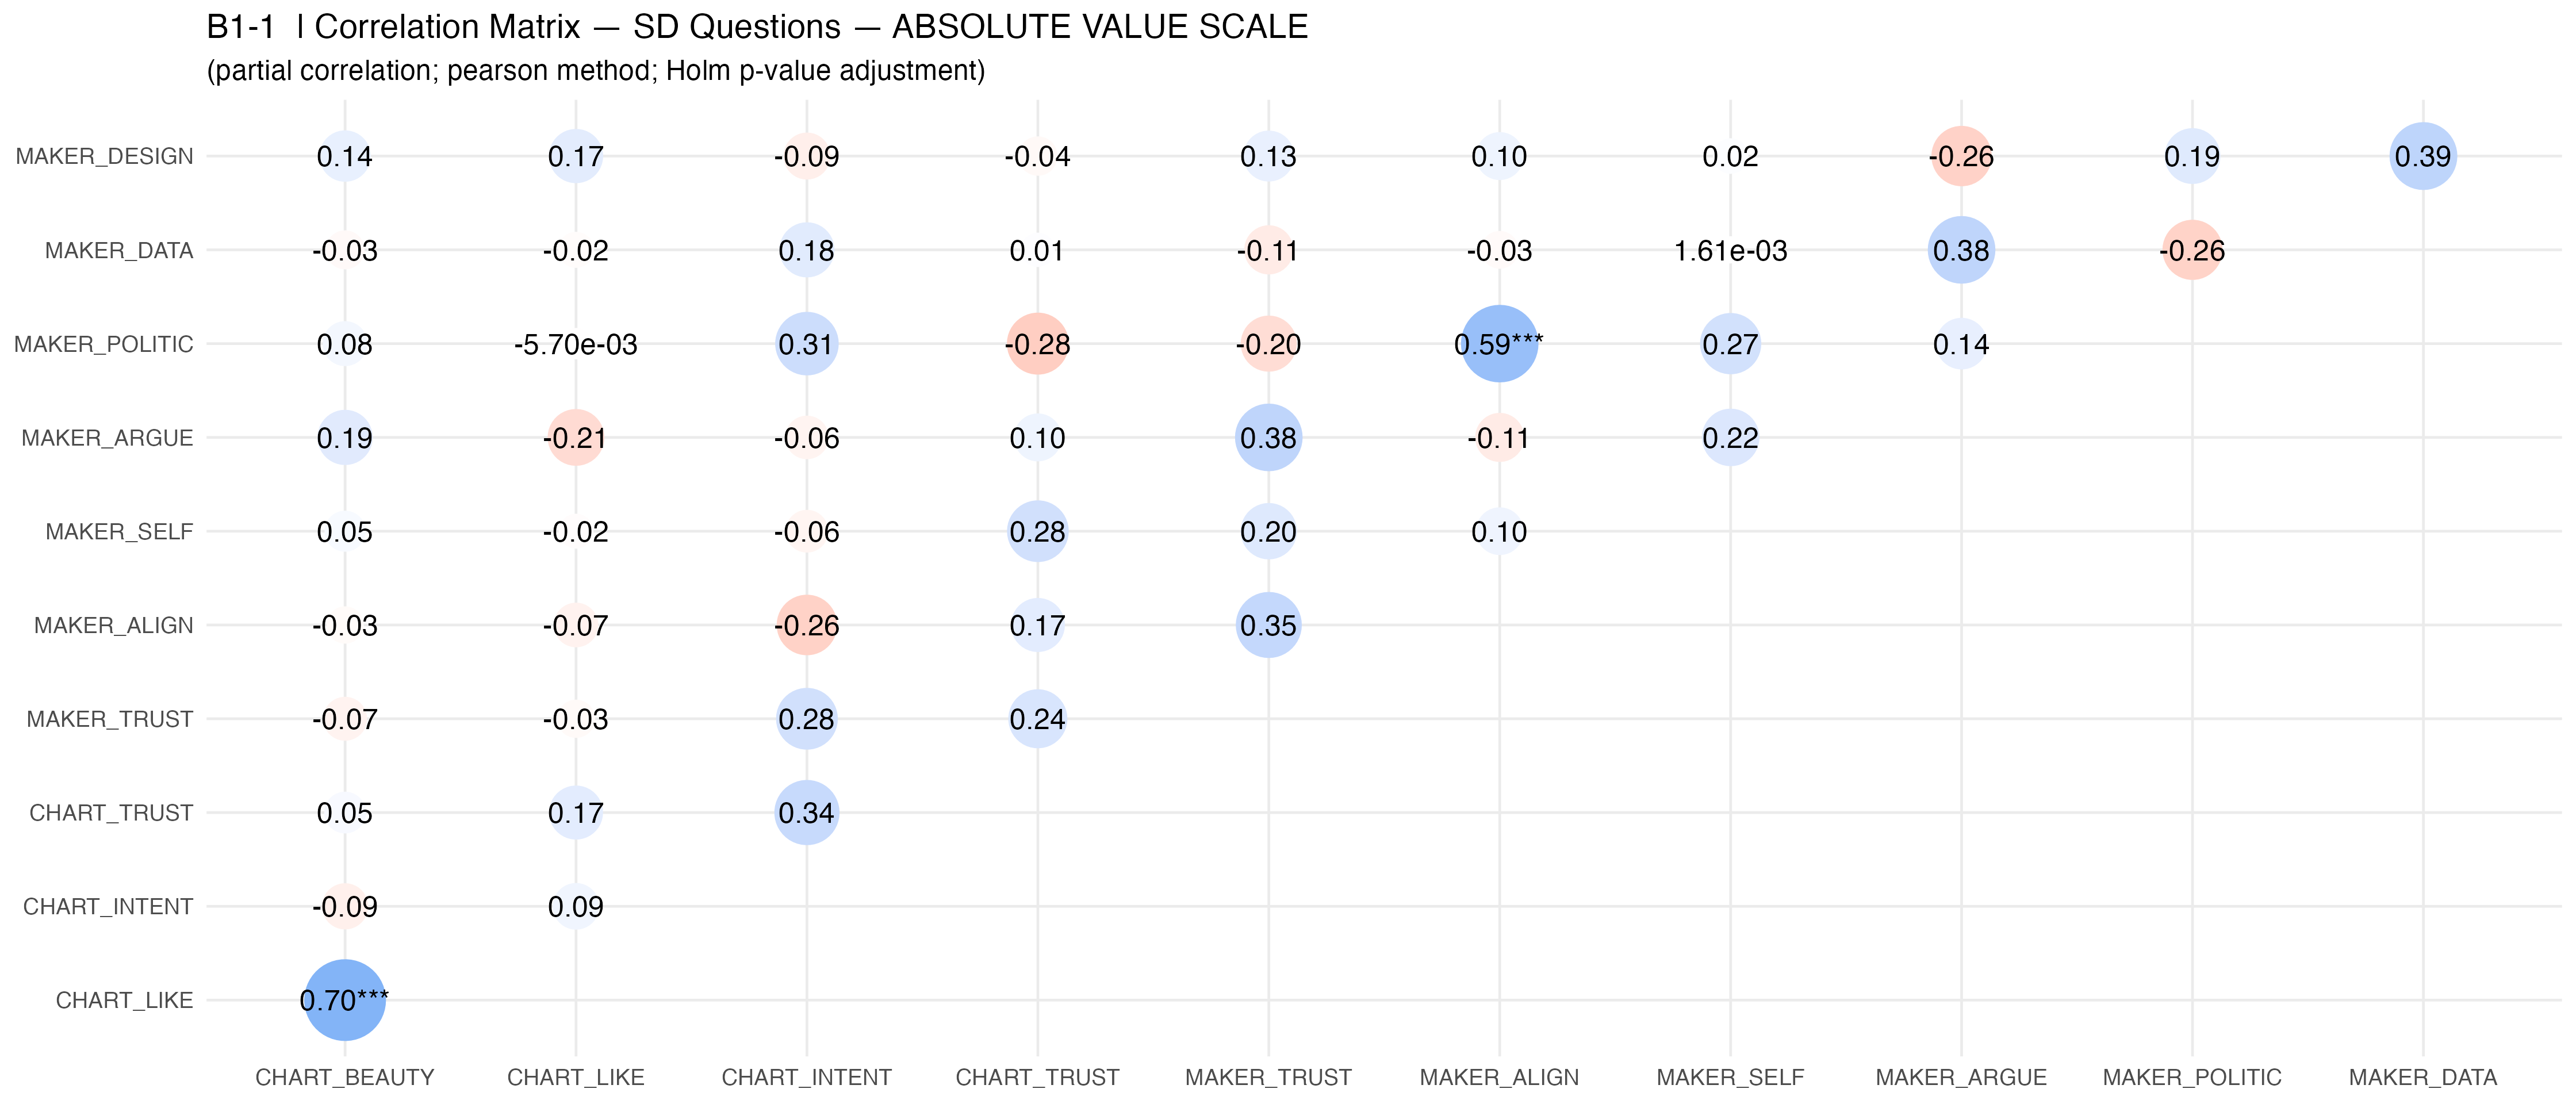 B1-1 | Correlation Matrix — SD Questions — ABSOLUTE VALUE SCALE
(partial correlation; pearson method; Holm p-value adjustment)
MAKER_DESIGN 0.14 0.17 -0.09 -0.04 0.13 0.10 0.02 -0.26 0.19 0.39
MAKER_DATA -0.03 -0.02 0.18 0.01 -0.11 -0.03 1.61e-03 0.38 -0.26
MAKER_POLITIC 0.08 -5.70e-03 0.31 -0.28 -0.20 0.59*** 0.27 0.14
MAKER_ARGUE 0.19 -0.21 -0.06 0.10 0.38 -0.11 0.22
MAKER_SELF 0.05 -0.02 -0.06 0.28 0.20 0.10
MAKER_ALIGN -0.03 -0.07 -0.26 0.17 0.35
MAKER_TRUST -0.07 -0.03 0.28 0.24
CHART_TRUST 0.05 0.17 0.34
CHART_INTENT -0.09 0.09
CHART_LIKE 0.70***
CHART_BEAUTY CHART_LIKE CHART_INTENT CHART_TRUST MAKER_TRUST MAKER_ALIGN MAKER_SELF MAKER_ARGUE MAKER_POLITIC MAKER_DATA